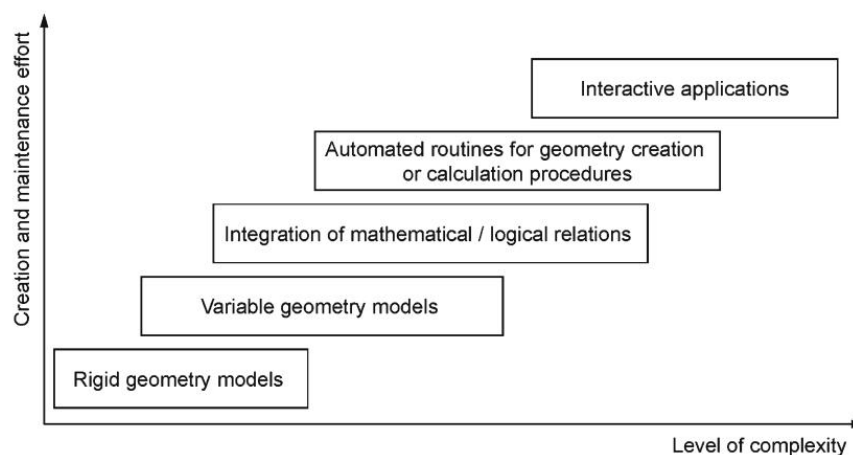 Creation and maintenance effort
Interactive applications
Automated routines for geometry creation
or calculation procedures
Integration of mathematical / logical relations
Variable geometry models
Rigid geometry models
Level of complexity